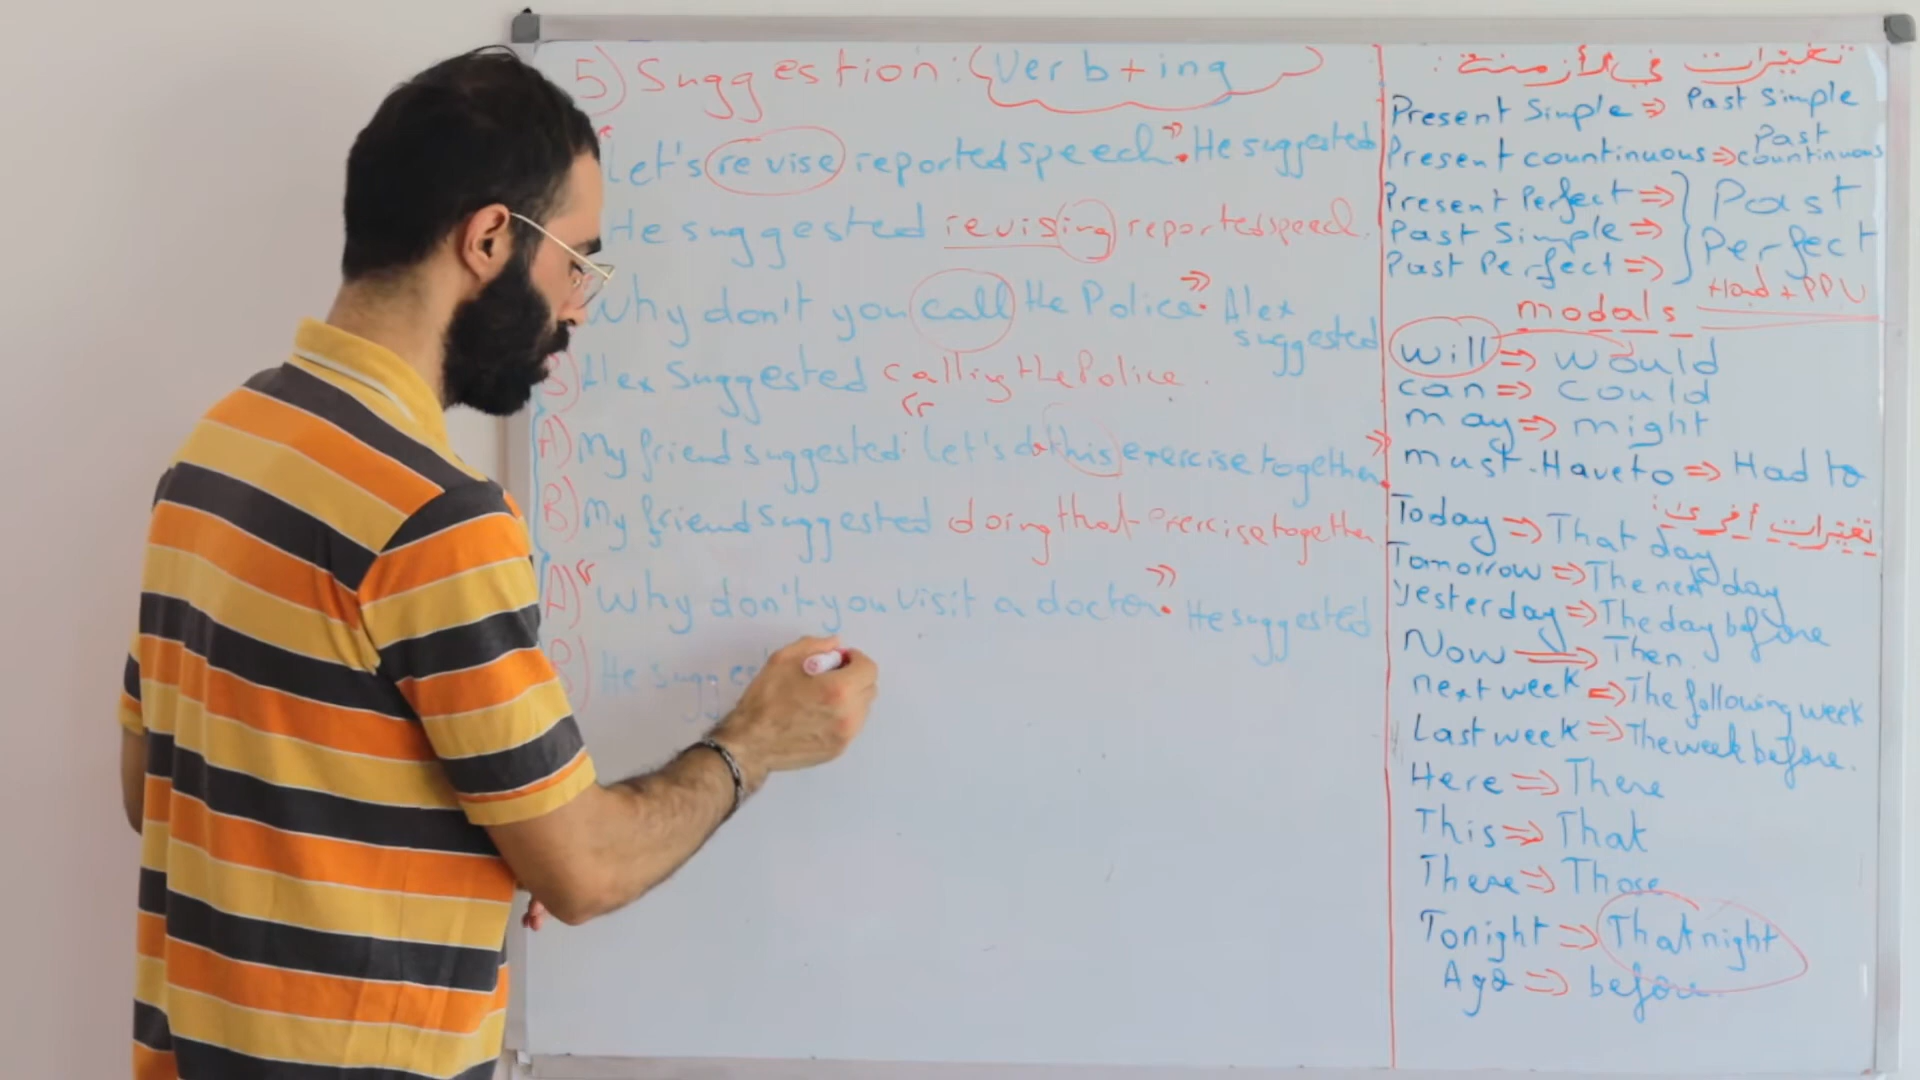 5) Suggestion: Verb+ing
Let's revise reported speech." He suggested
He suggested revising reported speech.
Why don't you call the Police." Alex suggested
B) Alex suggested calling the Police.
A) My friend suggested: "Let's do this exercise together."
B) My friend suggested doing that exercise together.
A) "Why don't you visit a doctor." He suggested
B) He sugges
تغييرات في الأزمنة :
Present Simple => Past Simple
Present countinuous => Past countinuous
Present Perfect =>
Past Simple =>
Past Perfect =>
} Past Perfect
Had + PPV
modals
will => would
can => could
may => might
must. Have to => Had to
تغييرات أخرى :
Today => That day
Tomorrow => The next day
Yesterday => The day before
Now => Then.
next week => The following week
Last week => The week before.
Here => There
This => That
These => Those
Tonight => That night
Ago => before.